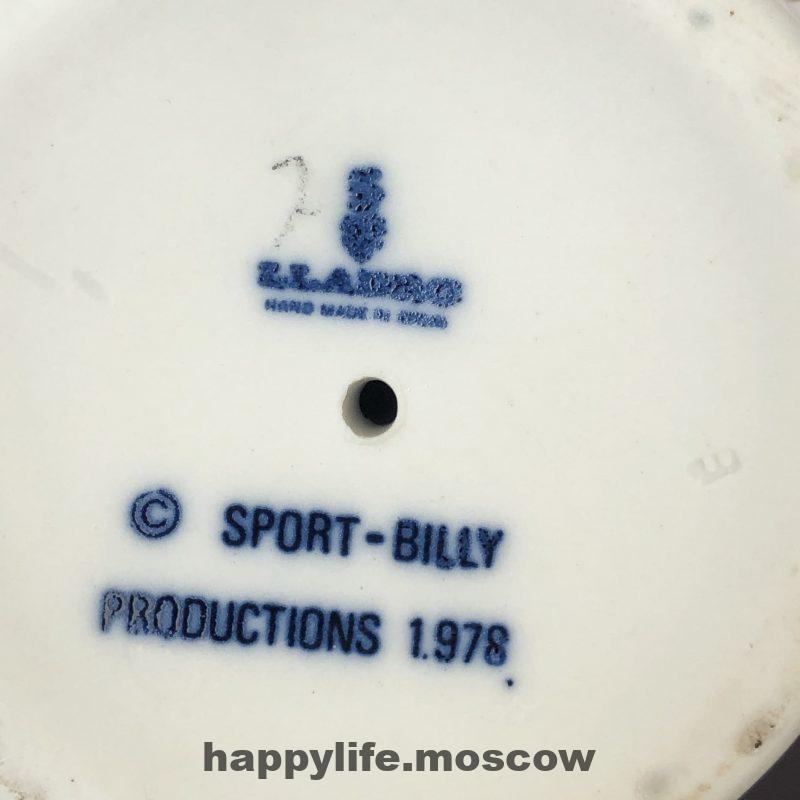 LLADRO
HAND MADE IN SPAIN
© SPORT-BILLY
PRODUCTIONS 1.978
E
happylife.moscow